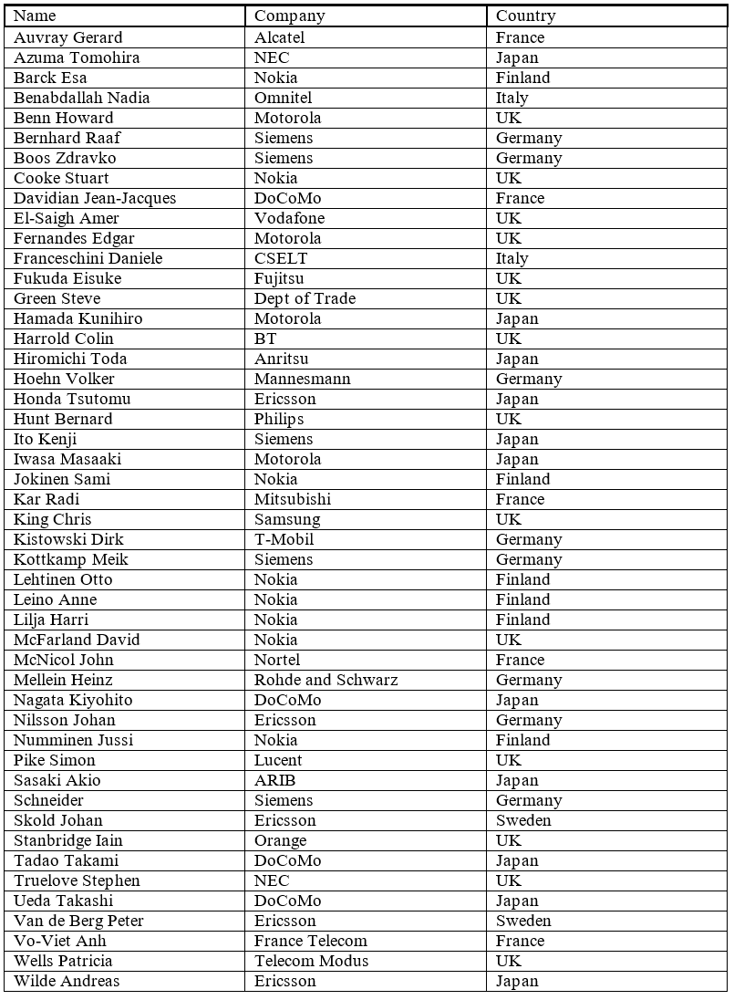 Name Company Country
Auvray Gerard Alcatel France
Azuma Tomohira NEC Japan
Barck Esa Nokia Finland
Benabdallah Nadia Omnitel Italy
Benn Howard Motorola UK
Bernhard Raaf Siemens Germany
Boos Zdravko Siemens Germany
Cooke Stuart Nokia UK
Davidian Jean-Jacques DoCoMo France
El-Saigh Amer Vodafone UK
Fernandes Edgar Motorola UK
Franceschini Daniele CSELT Italy
Fukuda Eisuke Fujitsu UK
Green Steve Dept of Trade UK
Hamada Kunihiro Motorola Japan
Harrold Colin BT UK
Hiromichi Toda Anritsu Japan
Hoehn Volker Mannesmann Germany
Honda Tsutomu Ericsson Japan
Hunt Bernard Philips UK
Ito Kenji Siemens Japan
Iwasa Masaaki Motorola Japan
Jokinen Sami Nokia Finland
Kar Radi Mitsubishi France
King Chris Samsung UK
Kistowski Dirk T-Mobil Germany
Kottkamp Meik Siemens Germany
Lehtinen Otto Nokia Finland
Leino Anne Nokia Finland
Lilja Harri Nokia Finland
McFarland David Nokia UK
McNicol John Nortel France
Mellein Heinz Rohde and Schwarz Germany
Nagata Kiyohito DoCoMo Japan
Nilsson Johan Ericsson Germany
Numminen Jussi Nokia Finland
Pike Simon Lucent UK
Sasaki Akio ARIB Japan
Schneider Siemens Germany
Skold Johan Ericsson Sweden
Stanbridge Iain Orange UK
Tadao Takami DoCoMo Japan
Truelove Stephen NEC UK
Ueda Takashi DoCoMo Japan
Van de Berg Peter Ericsson Sweden
Vo-Viet Anh France Telecom France
Wells Patricia Telecom Modus UK
Wilde Andreas Ericsson Japan